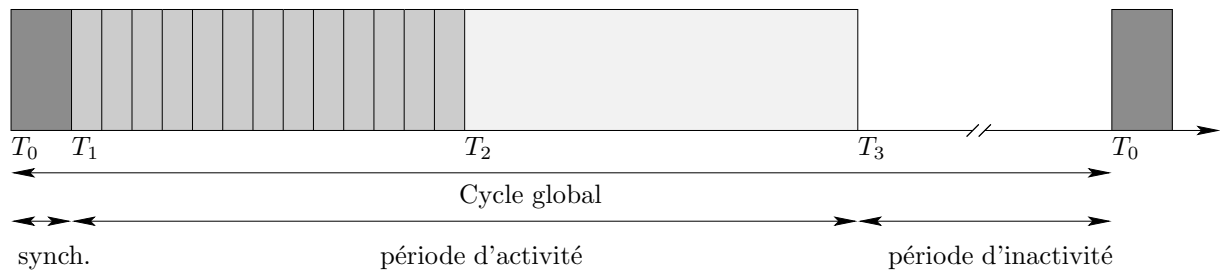 T₀ T₁ T₂ T₃ T₀
Cycle global
synch. période d'activité période d'inactivité